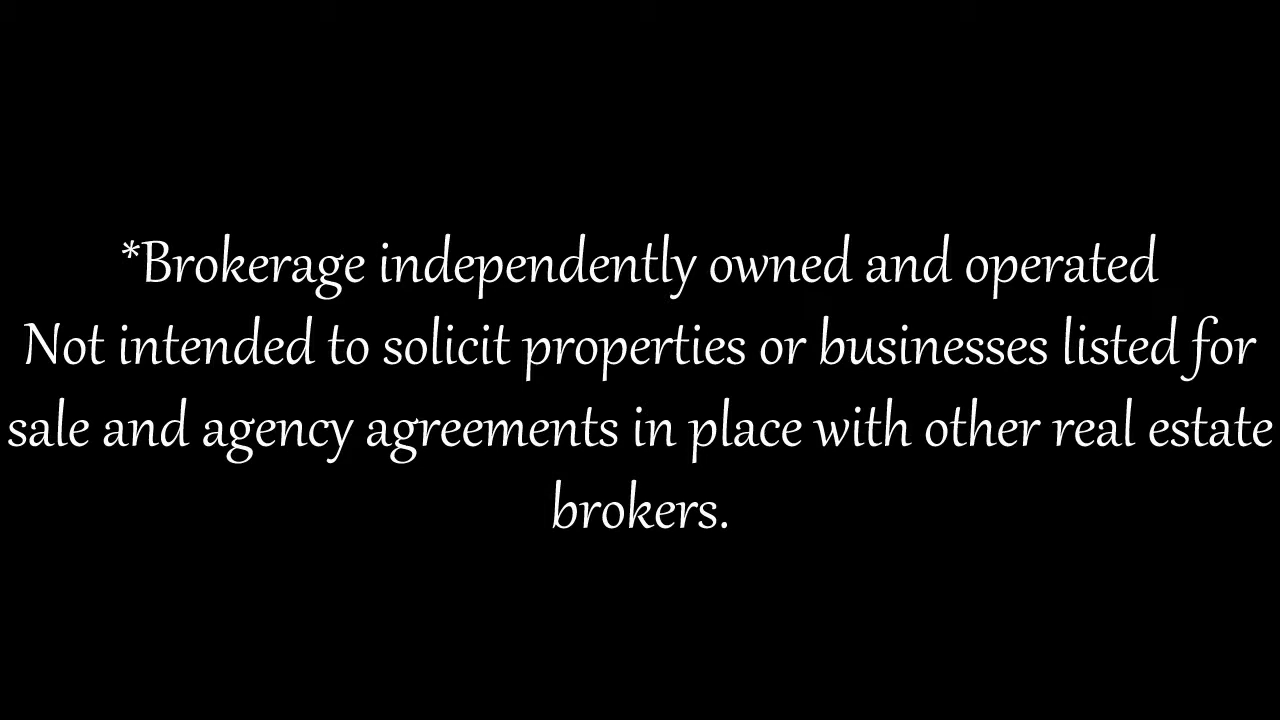 *Brokerage independently owned and operated
Not intended to solicit properties or businesses listed for
sale and agency agreements in place with other real estate
brokers.